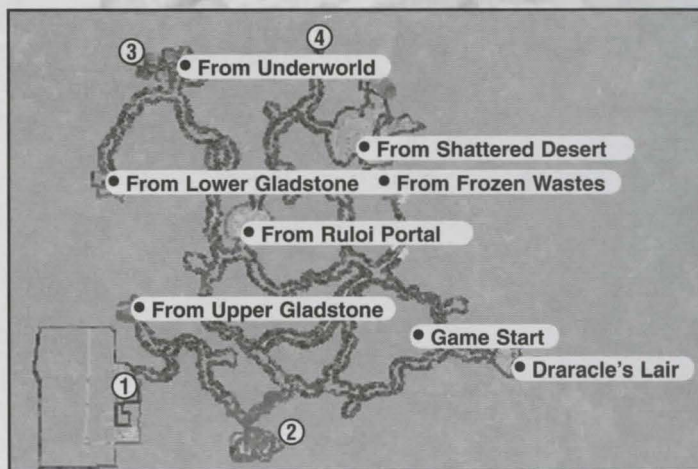 3
4
From Underworld
From Shattered Desert
From Lower Gladstone
From Frozen Wastes
From Ruloi Portal
From Upper Gladstone
Game Start
Draracle's Lair
1
2